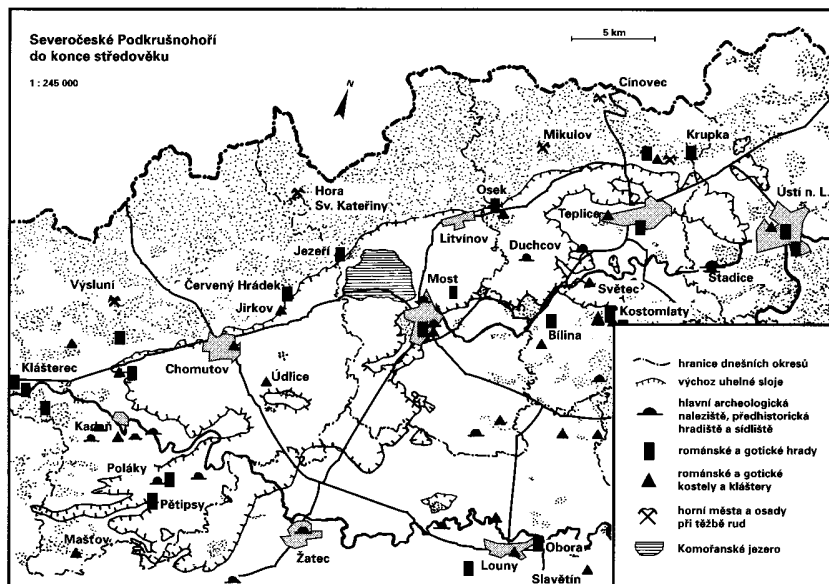 Severočeské Podkrušnohoří
do konce středověku
1 : 245 000
5 km
N
Cínovec
Mikulov
Krupka
Hora
Sv. Kateřiny
Osek
Ústí n. L.
Teplice
Litvínov
Duchcov
Jezeří
Stadice
Výsluní
Červený Hrádek
Most
Světec
Jirkov
Kostomlaty
Bílina
Klášterec
Chomutov
Údlice
Kadaň
Poláky
Pětipsy
Mašťov
Žatec
Obora
Louny
Slavětín
hranice dnešních okresů
výchoz uhelné sloje
hlavní archeologická
naleziště, předhistorická
hradiště a sídliště
románské a gotické hrady
románské a gotické
kostely a kláštery
horní města a osady
při těžbě rud
Komořanské jezero